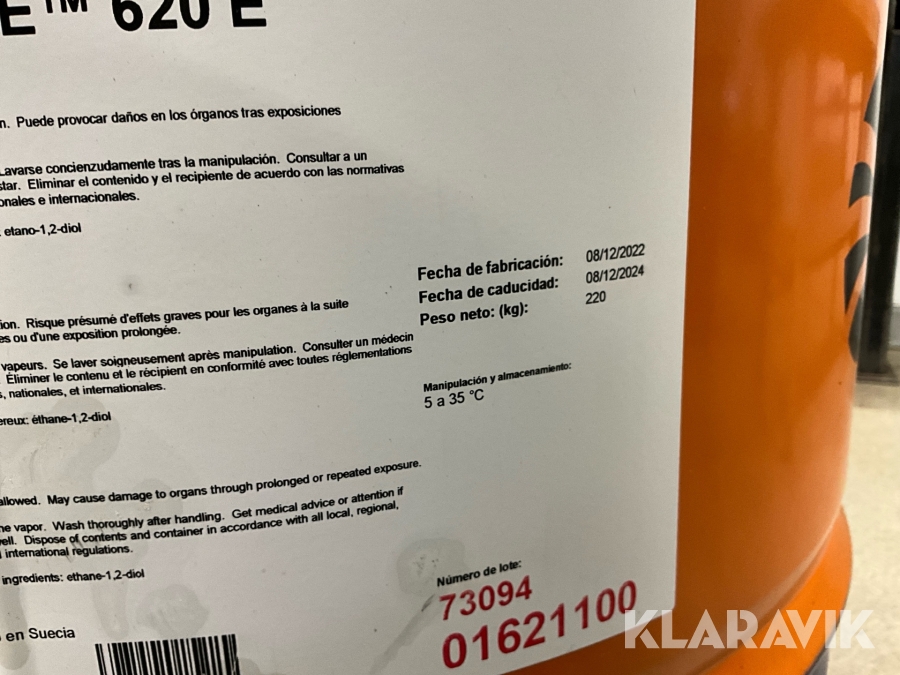 E™ 620 E
n. Puede provocar daños en los órganos tras exposiciones
Lavarse concienzudamente tras la manipulación. Consultar a un
star. Eliminar el contenido y el recipiente de acuerdo con las normativas
onales e internacionales.
: etano-1,2-diol
Fecha de fabricación: 08/12/2022
Fecha de caducidad: 08/12/2024
Peso neto: (kg): 220
ion. Risque présumé d'effets graves pour les organes à la suite
es ou d'une exposition prolongée.
vapeurs. Se laver soigneusement après manipulation. Consulter un médecin
Éliminer le contenu et le récipient en conformité avec toutes réglementations
s, nationales, et internationales.
Manipulación y almacenamiento:
5 a 35 °C
ereux: éthane-1,2-diol
allowed. May cause damage to organs through prolonged or repeated exposure.
he vapor. Wash thoroughly after handling. Get medical advice or attention if
well. Dispose of contents and container in accordance with all local, regional,
l international regulations.
ingredients: ethane-1,2-diol
Número de lote:
73094
01621100
en Suecia
KLARAVIK